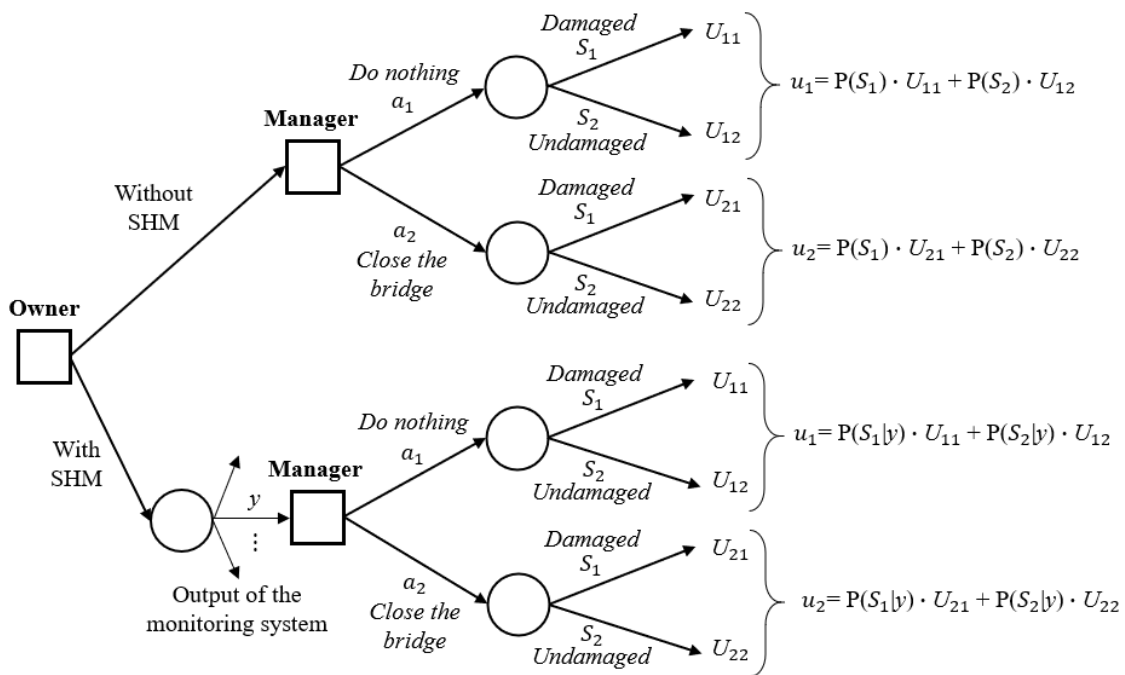 Damaged
S₁
U₁₁
Do nothing
a₁
S₂
Undamaged
U₁₂
u₁= P(S₁) · U₁₁ + P(S₂) · U₁₂
Manager
Without
SHM
Damaged
S₁
U₂₁
a₂
Close the
bridge
S₂
Undamaged
U₂₂
u₂= P(S₁) · U₂₁ + P(S₂) · U₂₂
Owner
With
SHM
y
⋮
Output of the
monitoring system
Manager
Do nothing
a₁
Damaged
S₁
U₁₁
S₂
Undamaged
U₁₂
u₁= P(S₁|y) · U₁₁ + P(S₂|y) · U₁₂
a₂
Close the
bridge
Damaged
S₁
U₂₁
S₂
Undamaged
U₂₂
u₂= P(S₁|y) · U₂₁ + P(S₂|y) · U₂₂